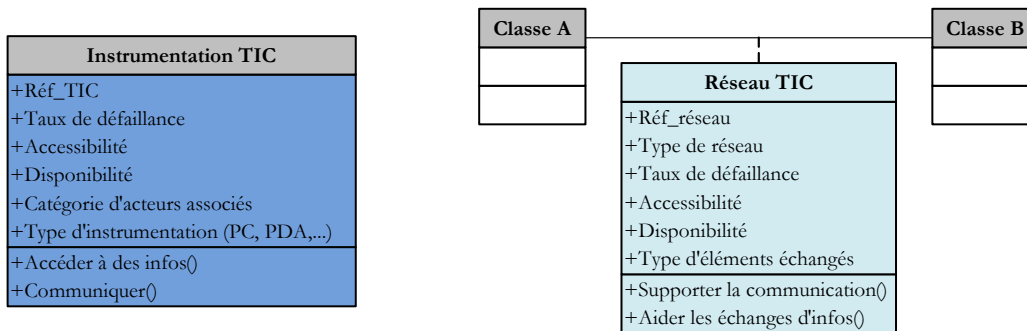 Instrumentation TIC
+Réf_TIC
+Taux de défaillance
+Accessibilité
+Disponibilité
+Catégorie d'acteurs associés
+Type d'instrumentation (PC, PDA,...)
+Accéder à des infos()
+Communiquer()
Classe A
Classe B
Réseau TIC
+Réf_réseau
+Type de réseau
+Taux de défaillance
+Accessibilité
+Disponibilité
+Type d'éléments échangés
+Supporter la communication()
+Aider les échanges d'infos()